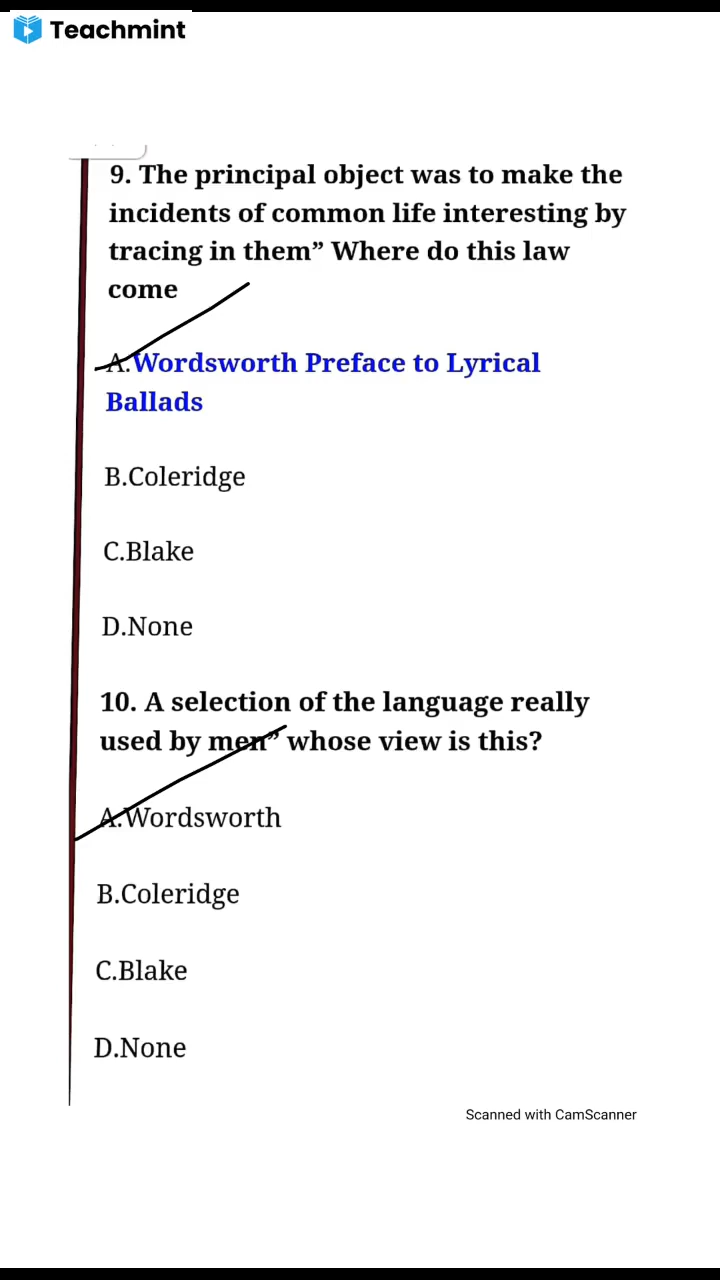 Teachmint
9. The principal object was to make the
incidents of common life interesting by
tracing in them” Where do this law
come
A.Wordsworth Preface to Lyrical
Ballads
B.Coleridge
C.Blake
D.None
10. A selection of the language really
used by men” whose view is this?
A.Wordsworth
B.Coleridge
C.Blake
D.None
Scanned with CamScanner